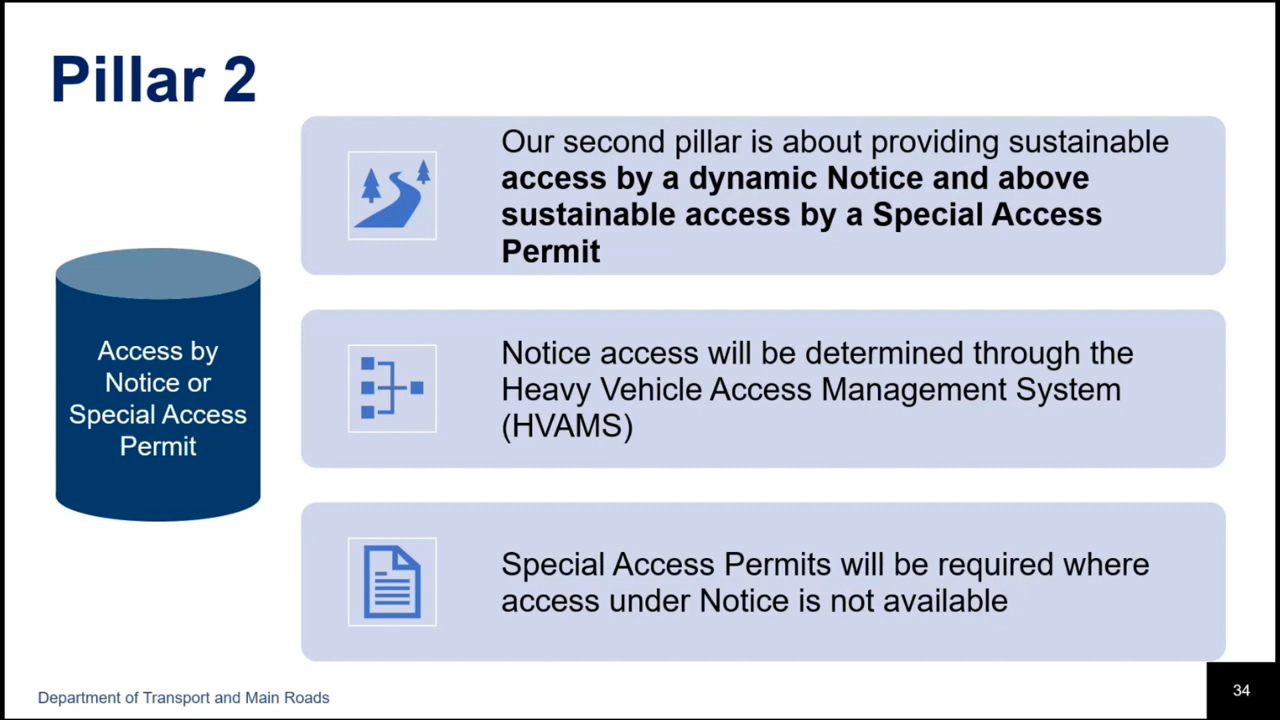 Pillar 2
Our second pillar is about providing sustainable
access by a dynamic Notice and above
sustainable access by a Special Access
Permit
Access by
Notice or
Special Access
Permit
Notice access will be determined through the
Heavy Vehicle Access Management System
(HVAMS)
Special Access Permits will be required where
access under Notice is not available
Department of Transport and Main Roads
34